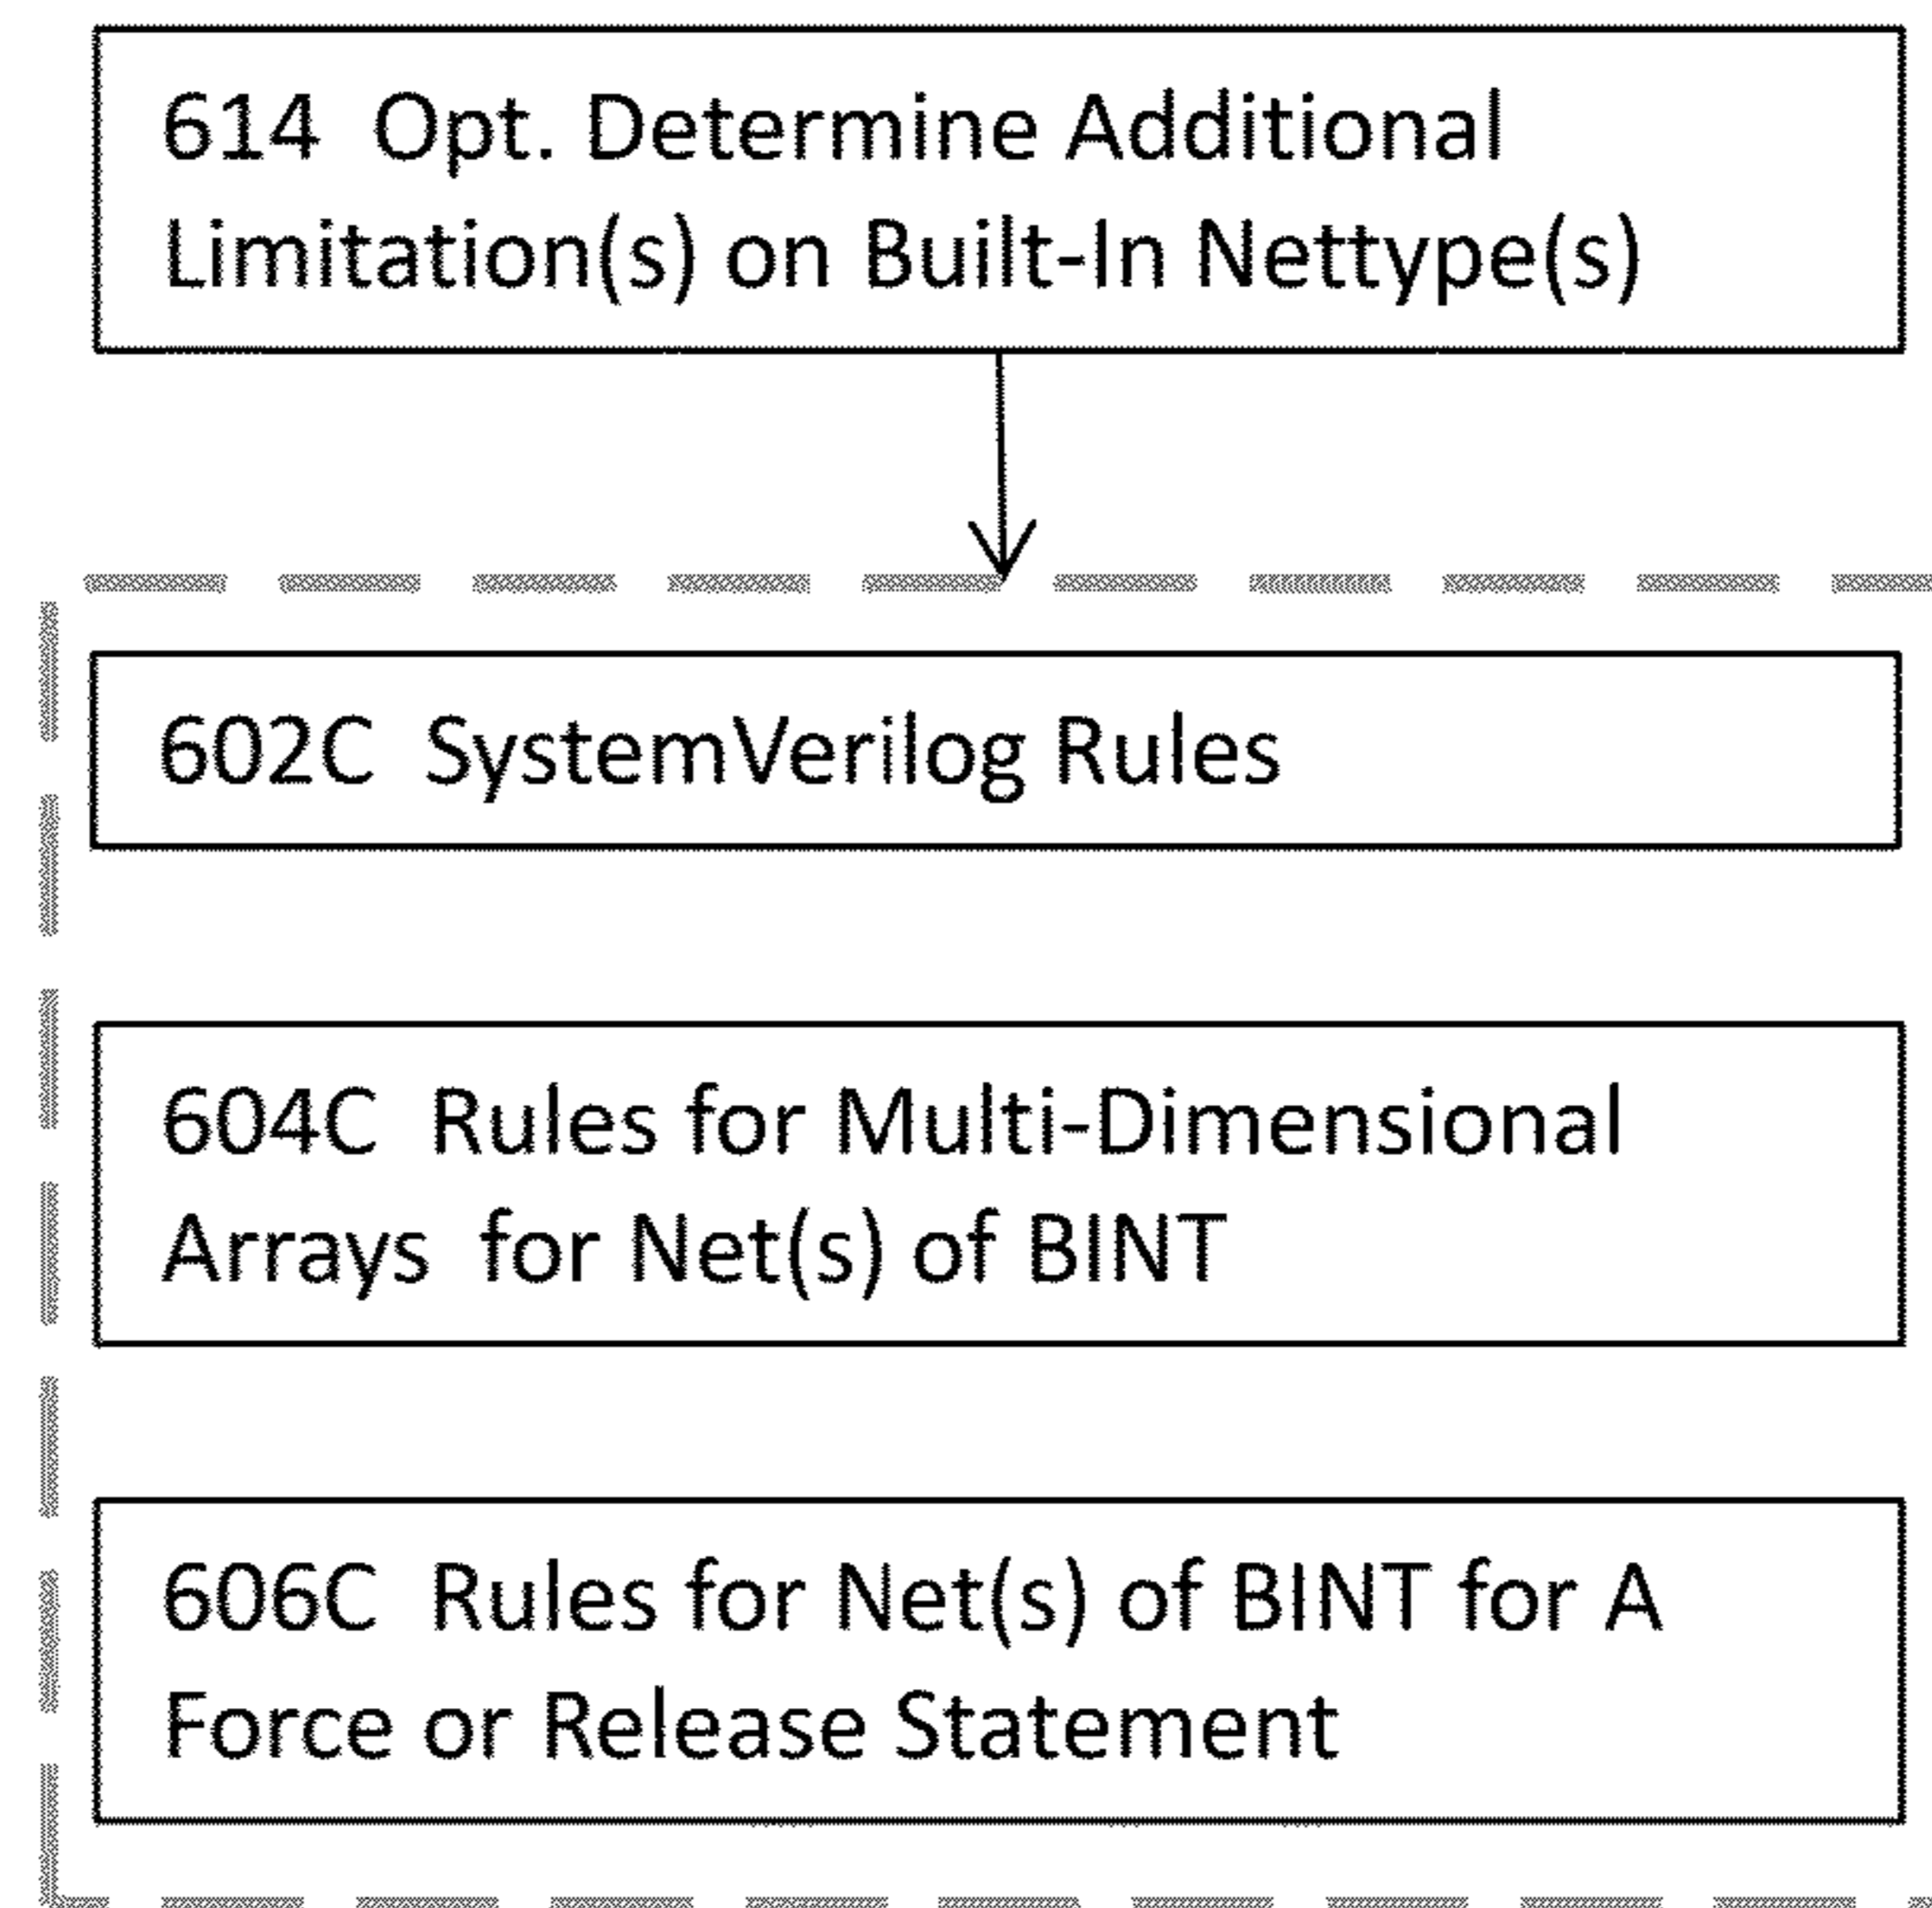 614 Opt. Determine Additional
Limitation(s) on Built-In Nettype(s)
602C SystemVerilog Rules
604C Rules for Multi-Dimensional
Arrays for Net(s) of BINT
606C Rules for Net(s) of BINT for A
Force or Release Statement